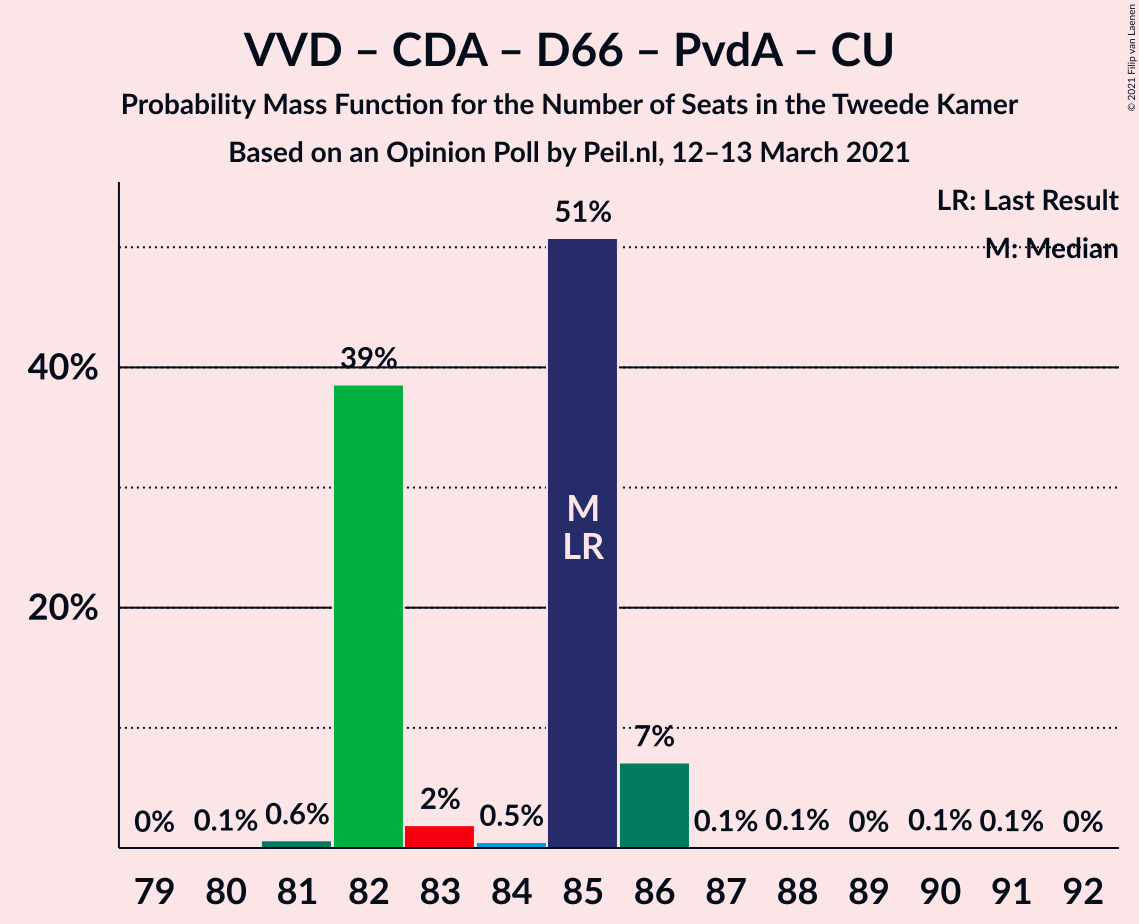 VVD – CDA – D66 – PvdA – CU
Probability Mass Function for the Number of Seats in the Tweede Kamer
Based on an Opinion Poll by Peil.nl, 12–13 March 2021
© 2021 Filip van Laenen
LR: Last Result
M: Median
51%
40%
39%
M
LR
20%
7%
0% 0.1% 0.6% 2% 0.5% 0.1% 0.1% 0% 0.1% 0.1% 0%
79 80 81 82 83 84 85 86 87 88 89 90 91 92